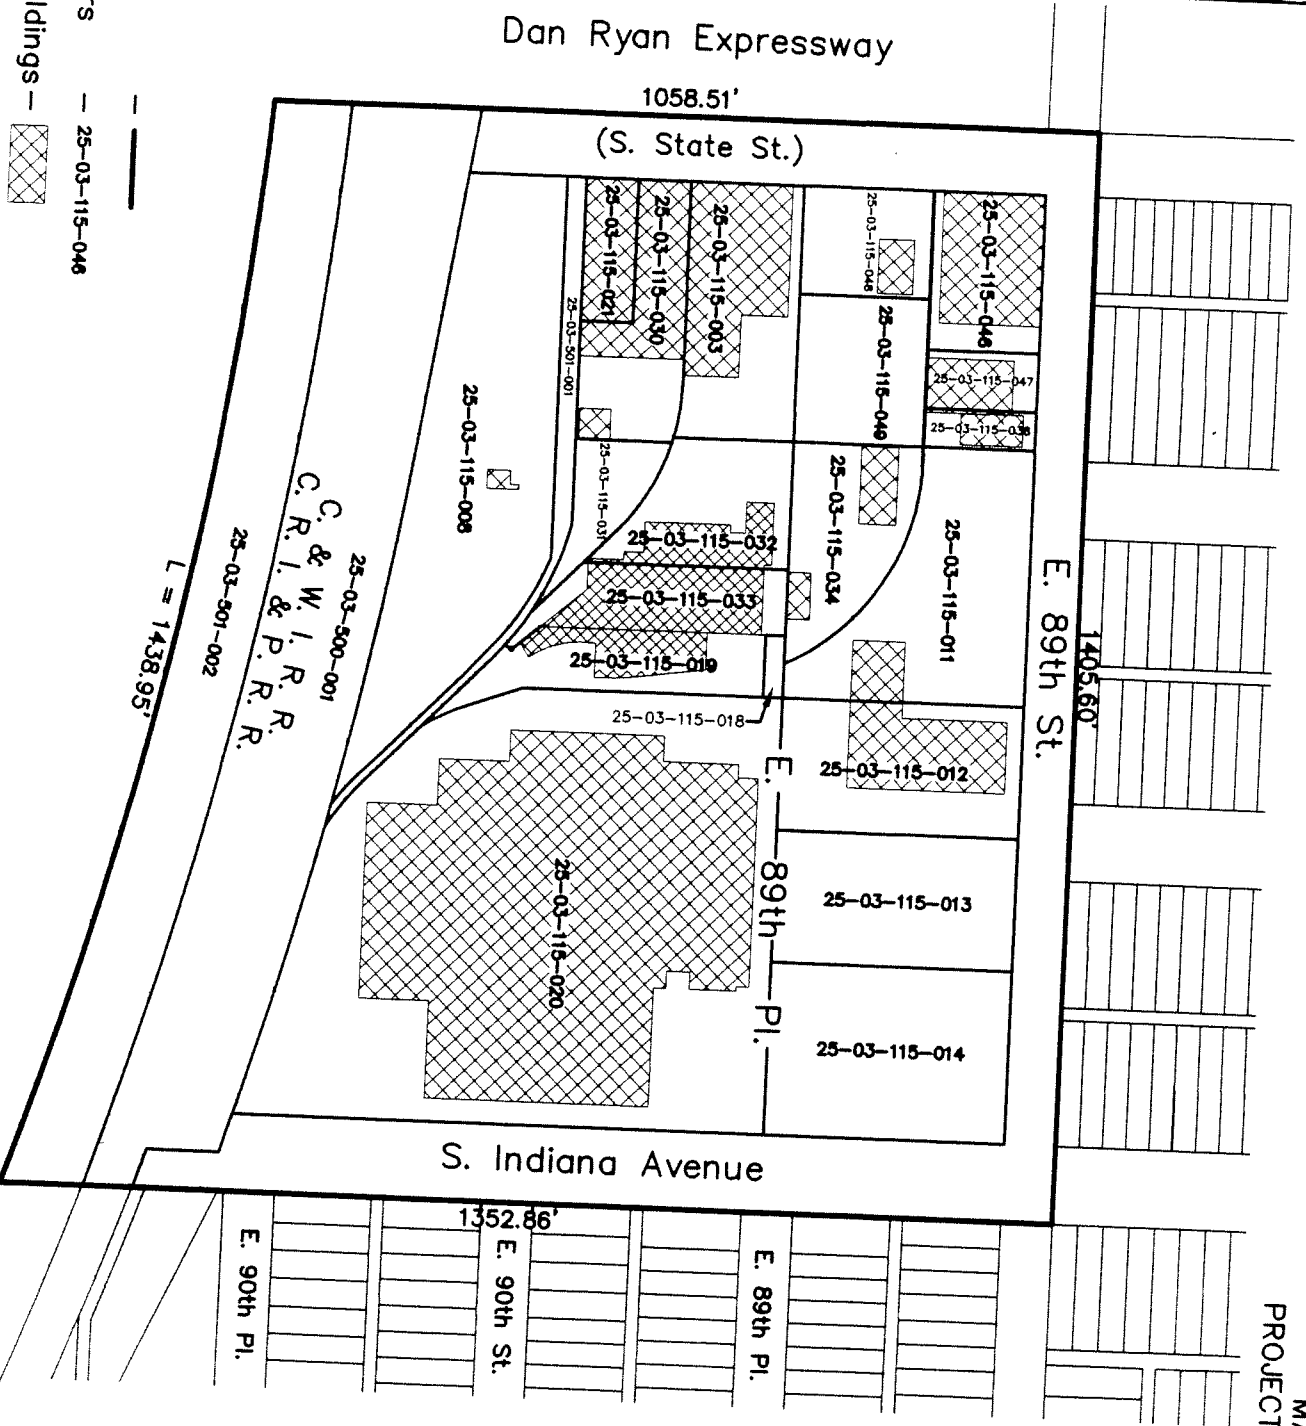 Dan Ryan Expressway
1058.51'
(S. State St.)
— 25-03-115-046
ldings —
25-03-115-021
25-03-115-030
25-03-115-003
25-03-115-048
25-03-115-046
25-03-115-049
25-03-115-047
25-03-115-038
25-03-501-001
25-03-115-008
25-03-115-031
25-03-115-032
25-03-115-033
25-03-115-034
25-03-115-011
25-03-115-019
25-03-115-018
25-03-115-012
25-03-115-013
25-03-115-014
25-03-115-020
E. 89th St.
1405.60'
E. 89th Pl.
C. & W. I. R. R.
C. R. I. & P. R. R.
25-03-500-001
25-03-501-002
L = 1438.95'
S. Indiana Avenue
1352.86'
E. 90th Pl.
E. 90th St.
E. 89th Pl.
PROJECT